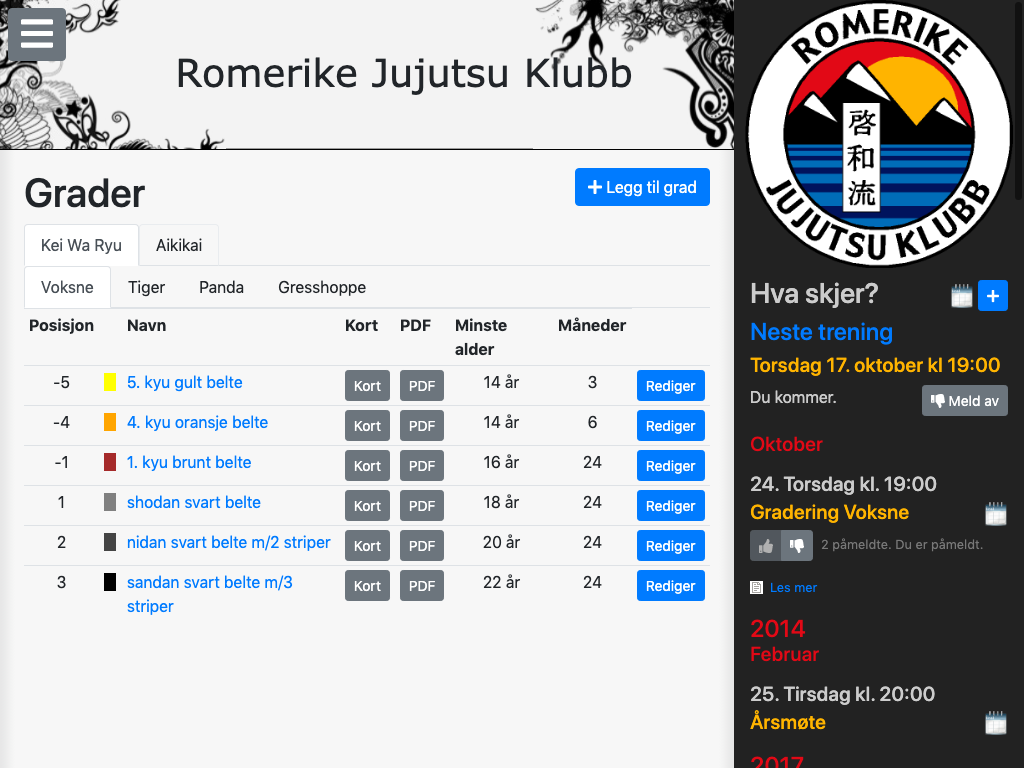 Romerike Jujutsu Klubb
Grader
Legg til grad
Kei Wa Ryu Aikikai
Voksne Tiger Panda Gresshoppe
Posisjon Navn Kort PDF Minste alder Måneder
-5 5. kyu gult belte Kort PDF 14 år 3 Rediger
-4 4. kyu oransje belte Kort PDF 14 år 6 Rediger
-1 1. kyu brunt belte Kort PDF 16 år 24 Rediger
1 shodan svart belte Kort PDF 18 år 24 Rediger
2 nidan svart belte m/2 striper Kort PDF 20 år 24 Rediger
3 sandan svart belte m/3 striper Kort PDF 22 år 24 Rediger
ROMERIKE
啓和流
JUJUTSU KLUBB
Hva skjer?
Neste trening
Torsdag 17. oktober kl 19:00
Du kommer.
Meld av
Oktober
24. Torsdag kl. 19:00
Gradering Voksne
2 påmeldte. Du er påmeldt.
Les mer
2014
Februar
25. Tirsdag kl. 20:00
Årsmøte
2017